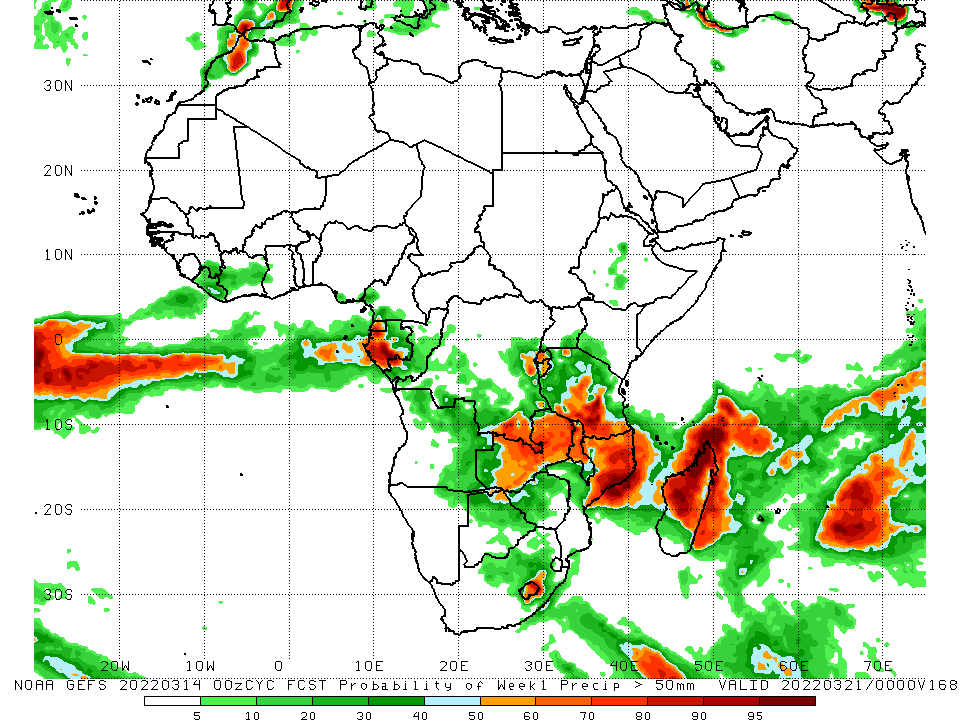 30N
20N
10N
0
10S
20S
30S
20W 10W 0 10E 20E 30E 40E 50E 60E 70E
NOAA GEFS 20220314 00zCYC FCST Probability of Week1 Precip > 50mm VALID 20220321/0000V168
5 10 20 30 40 50 60 70 80 90 95